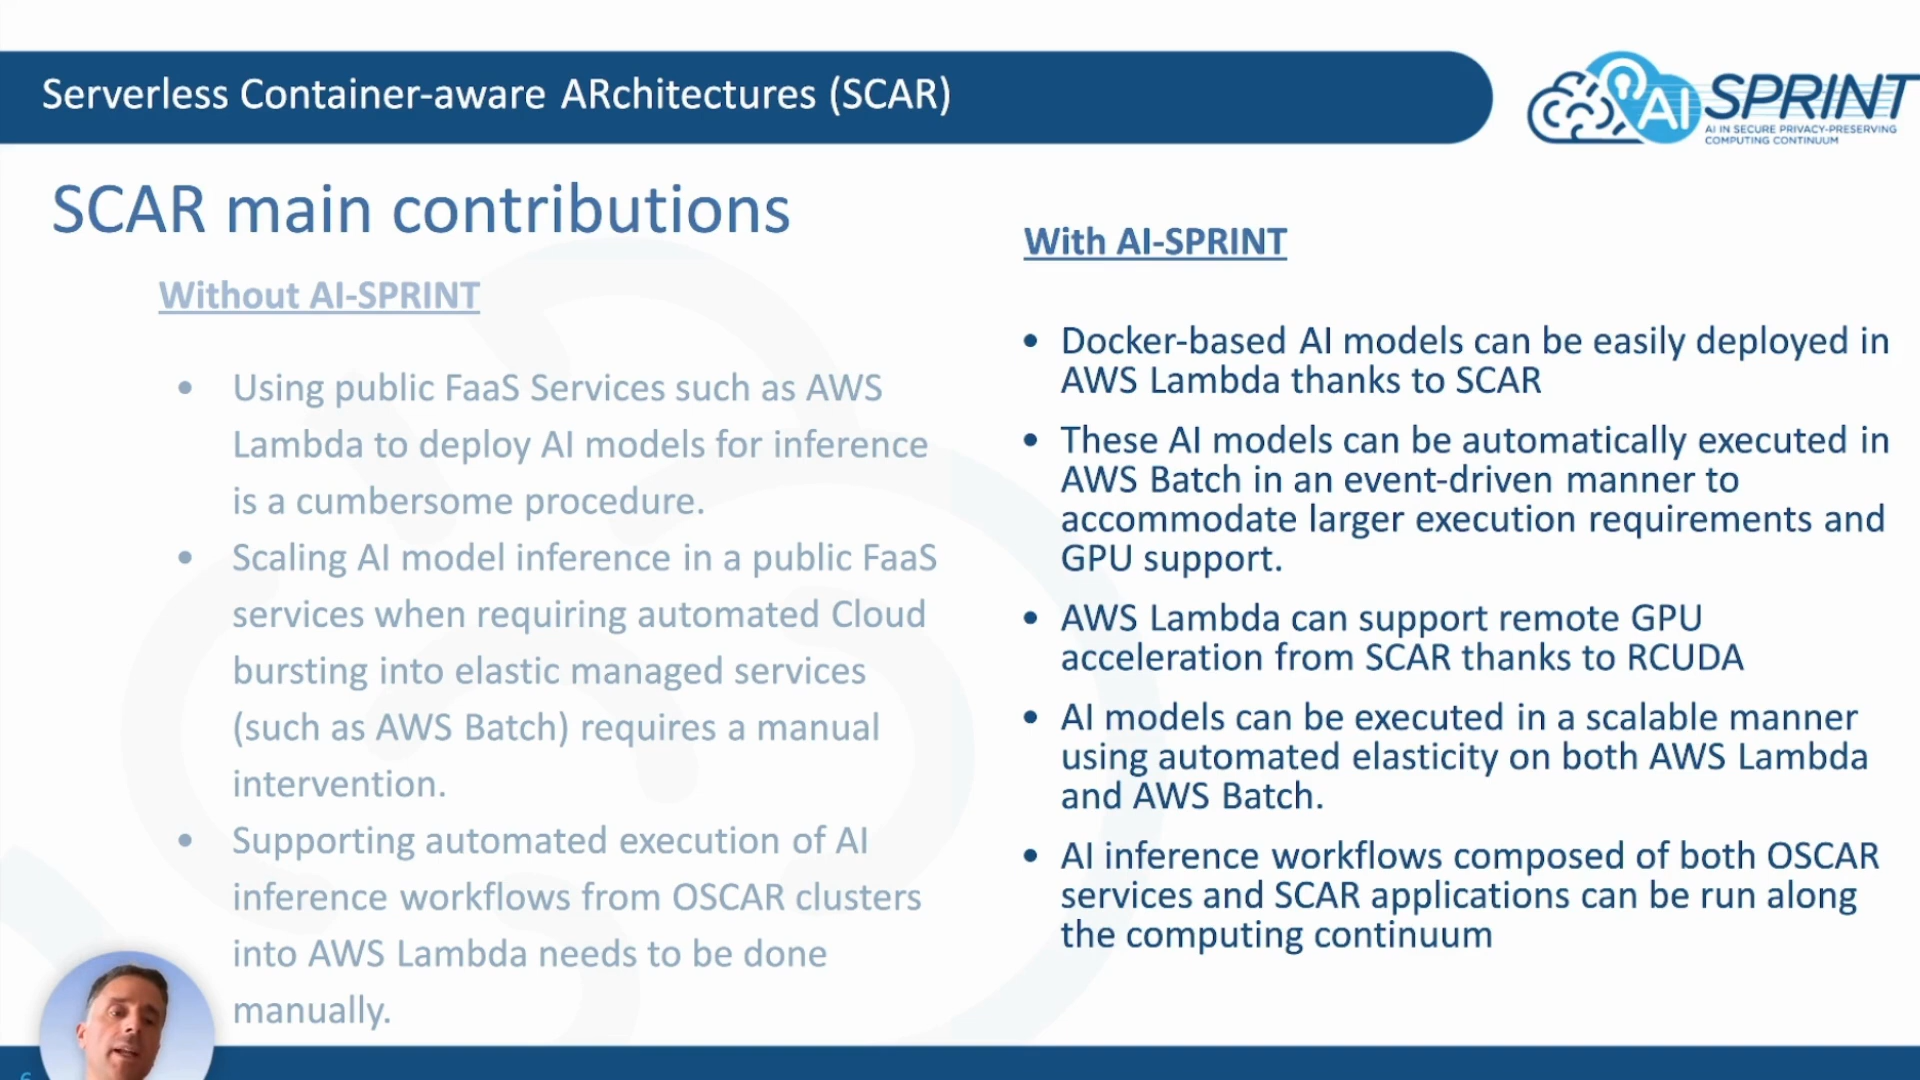 Serverless Container-aware ARchitectures (SCAR)
AI SPRINT
AI IN SECURE PRIVACY-PRESERVING
COMPUTING CONTINUUM
SCAR main contributions
Without AI-SPRINT
• Using public FaaS Services such as AWS
Lambda to deploy AI models for inference
is a cumbersome procedure.
• Scaling AI model inference in a public FaaS
services when requiring automated Cloud
bursting into elastic managed services
(such as AWS Batch) requires a manual
intervention.
• Supporting automated execution of AI
inference workflows from OSCAR clusters
into AWS Lambda needs to be done
manually.
With AI-SPRINT
• Docker-based AI models can be easily deployed in
AWS Lambda thanks to SCAR
• These AI models can be automatically executed in
AWS Batch in an event-driven manner to
accommodate larger execution requirements and
GPU support.
• AWS Lambda can support remote GPU
acceleration from SCAR thanks to RCUDA
• AI models can be executed in a scalable manner
using automated elasticity on both AWS Lambda
and AWS Batch.
• AI inference workflows composed of both OSCAR
services and SCAR applications can be run along
the computing continuum